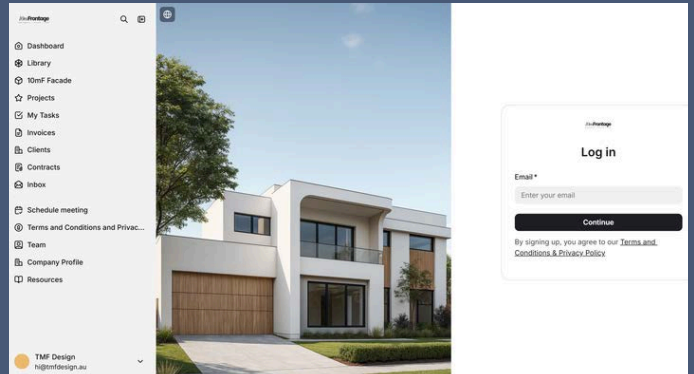 Frontage
Dashboard
Library
10mF Facade
Projects
My Tasks
Invoices
Clients
Contracts
Inbox
Schedule meeting
Terms and Conditions and Privac...
Team
Company Profile
Resources
TMF Design
hi@tmfdesign.au
Frontage
Log in
Email *
Enter your email
Continue
By signing up, you agree to our Terms and
Conditions & Privacy Policy